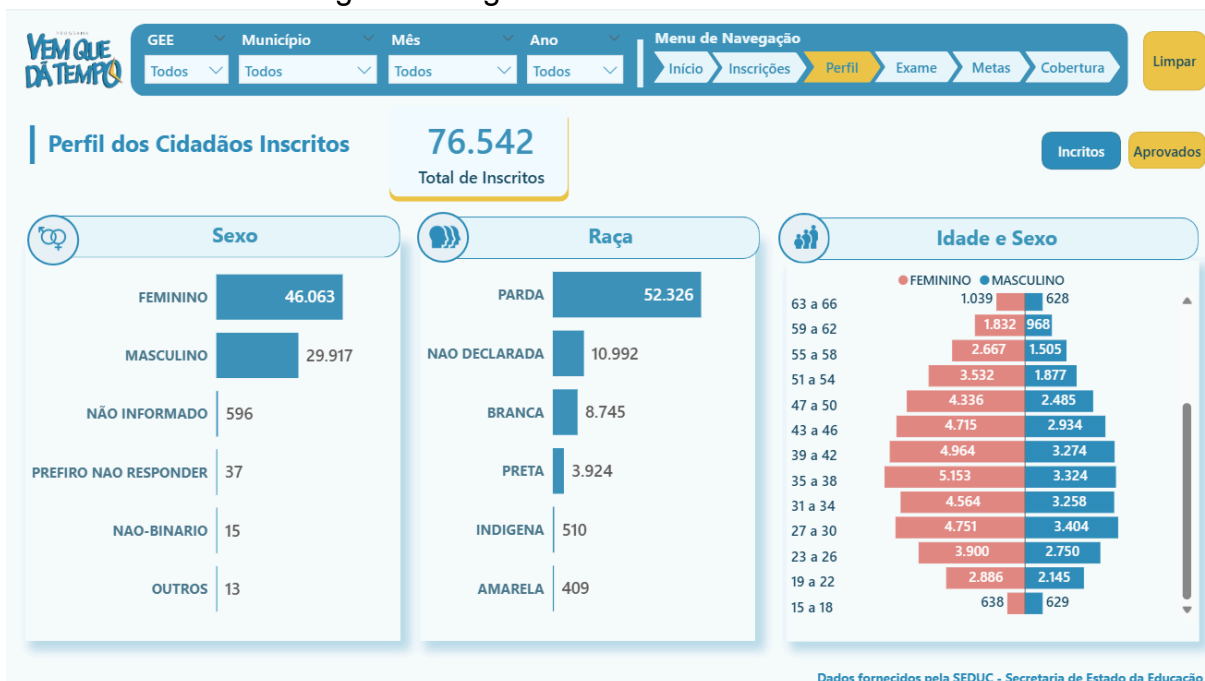 PROGRAMA
VEM QUE
DÁ TEMPO
GEE Município Mês Ano
Todos Todos Todos Todos
Menu de Navegação
Início Inscrições Perfil Exame Metas Cobertura
Limpar
Perfil dos Cidadãos Inscritos
76.542
Total de Inscritos
Incritos Aprovados
Sexo
FEMININO 46.063
MASCULINO 29.917
NÃO INFORMADO 596
PREFIRO NAO RESPONDER 37
NAO-BINARIO 15
OUTROS 13
Raça
PARDA 52.326
NAO DECLARADA 10.992
BRANCA 8.745
PRETA 3.924
INDIGENA 510
AMARELA 409
Idade e Sexo
FEMININO MASCULINO
63 a 66 1.039 628
59 a 62 1.832 968
55 a 58 2.667 1.505
51 a 54 3.532 1.877
47 a 50 4.336 2.485
43 a 46 4.715 2.934
39 a 42 4.964 3.274
35 a 38 5.153 3.324
31 a 34 4.564 3.258
27 a 30 4.751 3.404
23 a 26 3.900 2.750
19 a 22 2.886 2.145
15 a 18 638 629
Dados fornecidos pela SEDUC - Secretaria de Estado da Educação